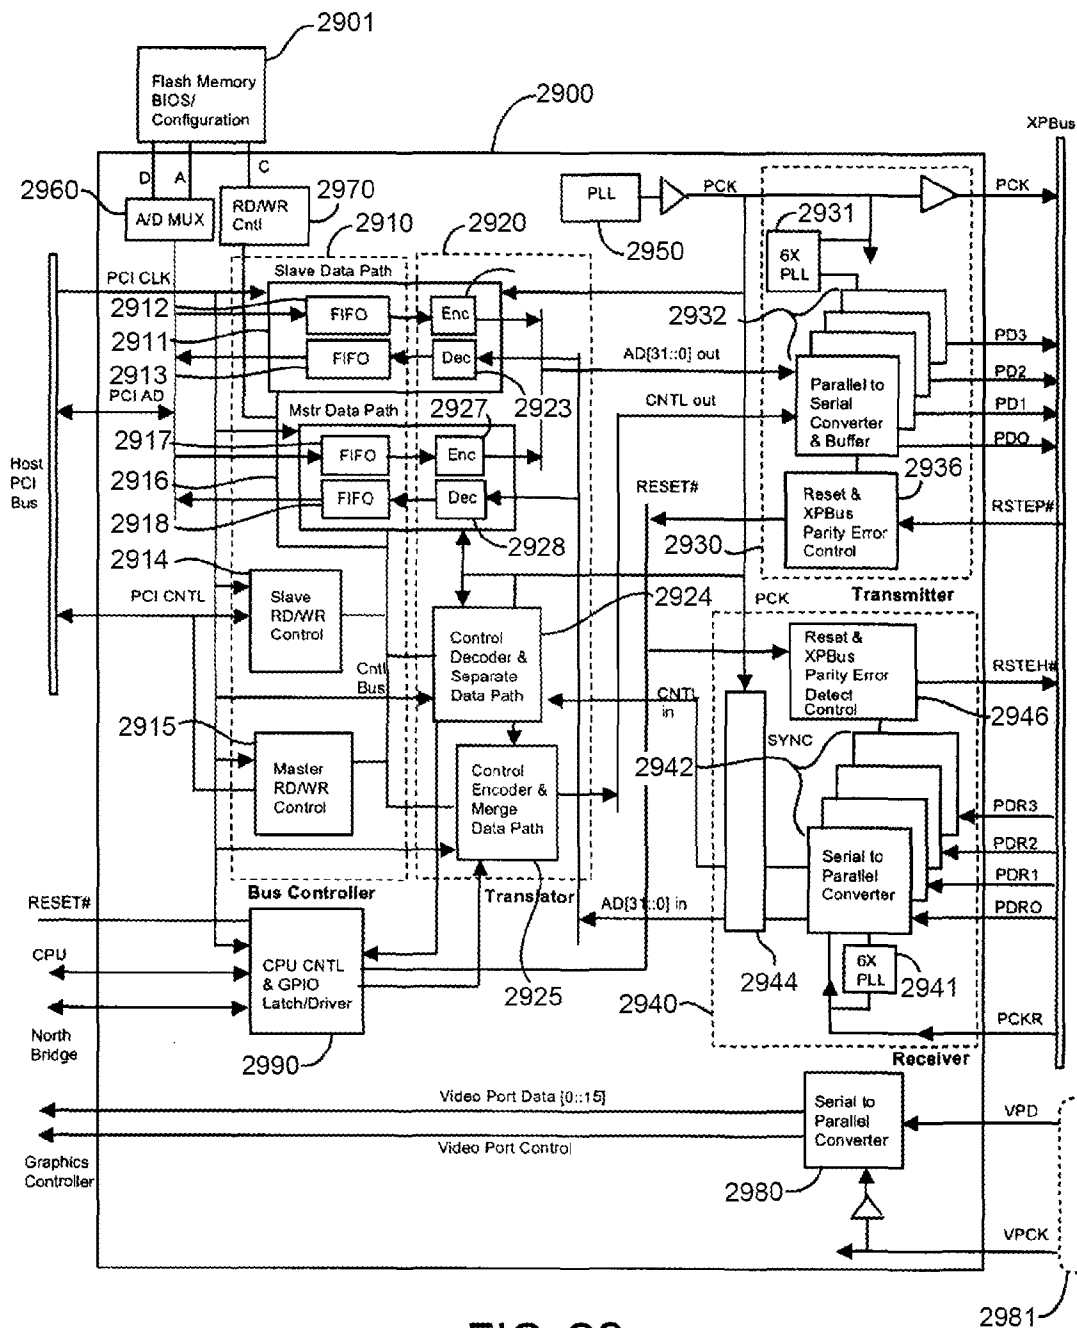 2901
Flash Memory
BIOS/
Configuration
2900
XPBus
D
A
C
2960
A/D MUX
RD/WR
Cntl
2970
2910
2920
PLL
2950
PCK
PCK
2931
6X
PLL
PCI CLK
Slave Data Path
2912
FIFO
Enc
2911
2913
FIFO
Dec
2923
PCI AD
AD[31::0] out
2932
PD3
PD2
PD1
PDO
Parallel to
Serial
Converter
& Buffer
CNTL out
Mstr Data Path
2927
2917
FIFO
Enc
2916
2918
FIFO
Dec
2928
Host
PCI
Bus
RESET#
2936
Reset &
XPBus
Parity Error
Control
RSTEP#
2930
Transmitter
2914
PCI CNTL
Slave
RD/WR
Control
2924
Control
Decoder &
Separate
Data Path
Cntl
Bus
PCK
Reset &
XPBus
Parity Error
Detect
Control
RSTEH#
2946
CNTL
in
SYNC
2942
2915
Master
RD/WR
Control
Control
Encoder &
Merge
Data Path
PDR3
PDR2
PDR1
PDRO
Serial to
Parallel
Converter
Bus Controller
Translator
AD[31::0] in
RESET#
CPU
North
Bridge
CPU CNTL
& GPIO
Latch/Driver
2990
2925
2944
6X
PLL
2941
2940
PCKR
Receiver
Video Port Data [0::15]
Video Port Control
Graphics
Controller
Serial to
Parallel
Converter
2980
VPD
VPCK
2981